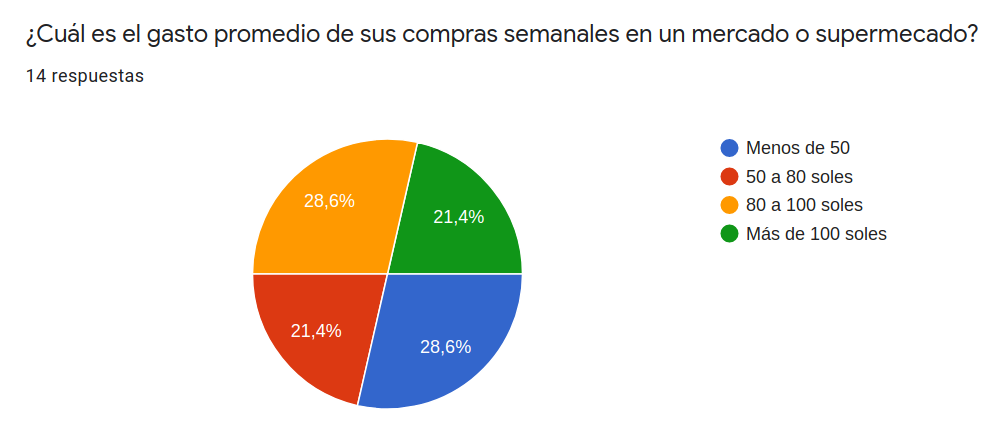 ¿Cuál es el gasto promedio de sus compras semanales en un mercado o supermecado?
14 respuestas
28,6%
21,4%
21,4%
28,6%
Menos de 50
50 a 80 soles
80 a 100 soles
Más de 100 soles